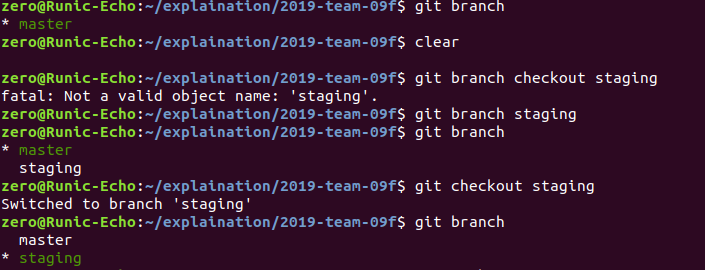 zero@Runic-Echo:~/explaination/2019-team-09f$ git branch
* master
zero@Runic-Echo:~/explaination/2019-team-09f$ clear
zero@Runic-Echo:~/explaination/2019-team-09f$ git branch checkout staging
fatal: Not a valid object name: 'staging'.
zero@Runic-Echo:~/explaination/2019-team-09f$ git branch staging
zero@Runic-Echo:~/explaination/2019-team-09f$ git branch
* master
  staging
zero@Runic-Echo:~/explaination/2019-team-09f$ git checkout staging
Switched to branch 'staging'
zero@Runic-Echo:~/explaination/2019-team-09f$ git branch
  master
* staging